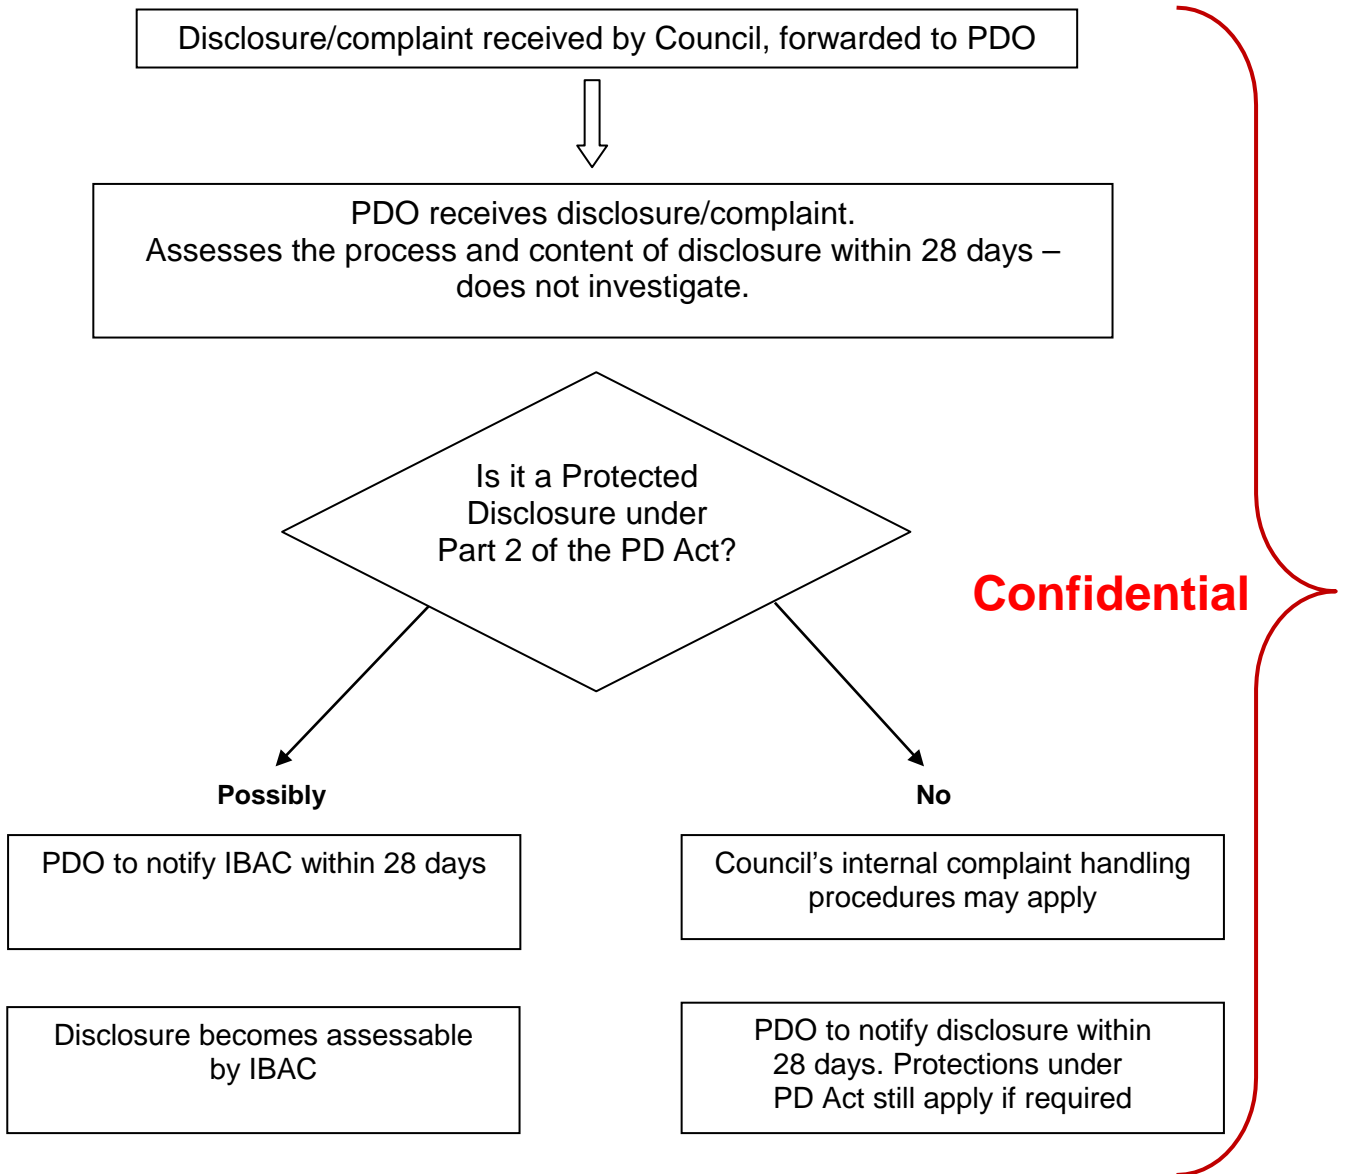 Disclosure/complaint received by Council, forwarded to PDO
PDO receives disclosure/complaint.
Assesses the process and content of disclosure within 28 days –
does not investigate.
Is it a Protected
Disclosure under
Part 2 of the PD Act?
Confidential
Possibly
No
PDO to notify IBAC within 28 days
Council’s internal complaint handling
procedures may apply
Disclosure becomes assessable
by IBAC
PDO to notify disclosure within
28 days. Protections under
PD Act still apply if required